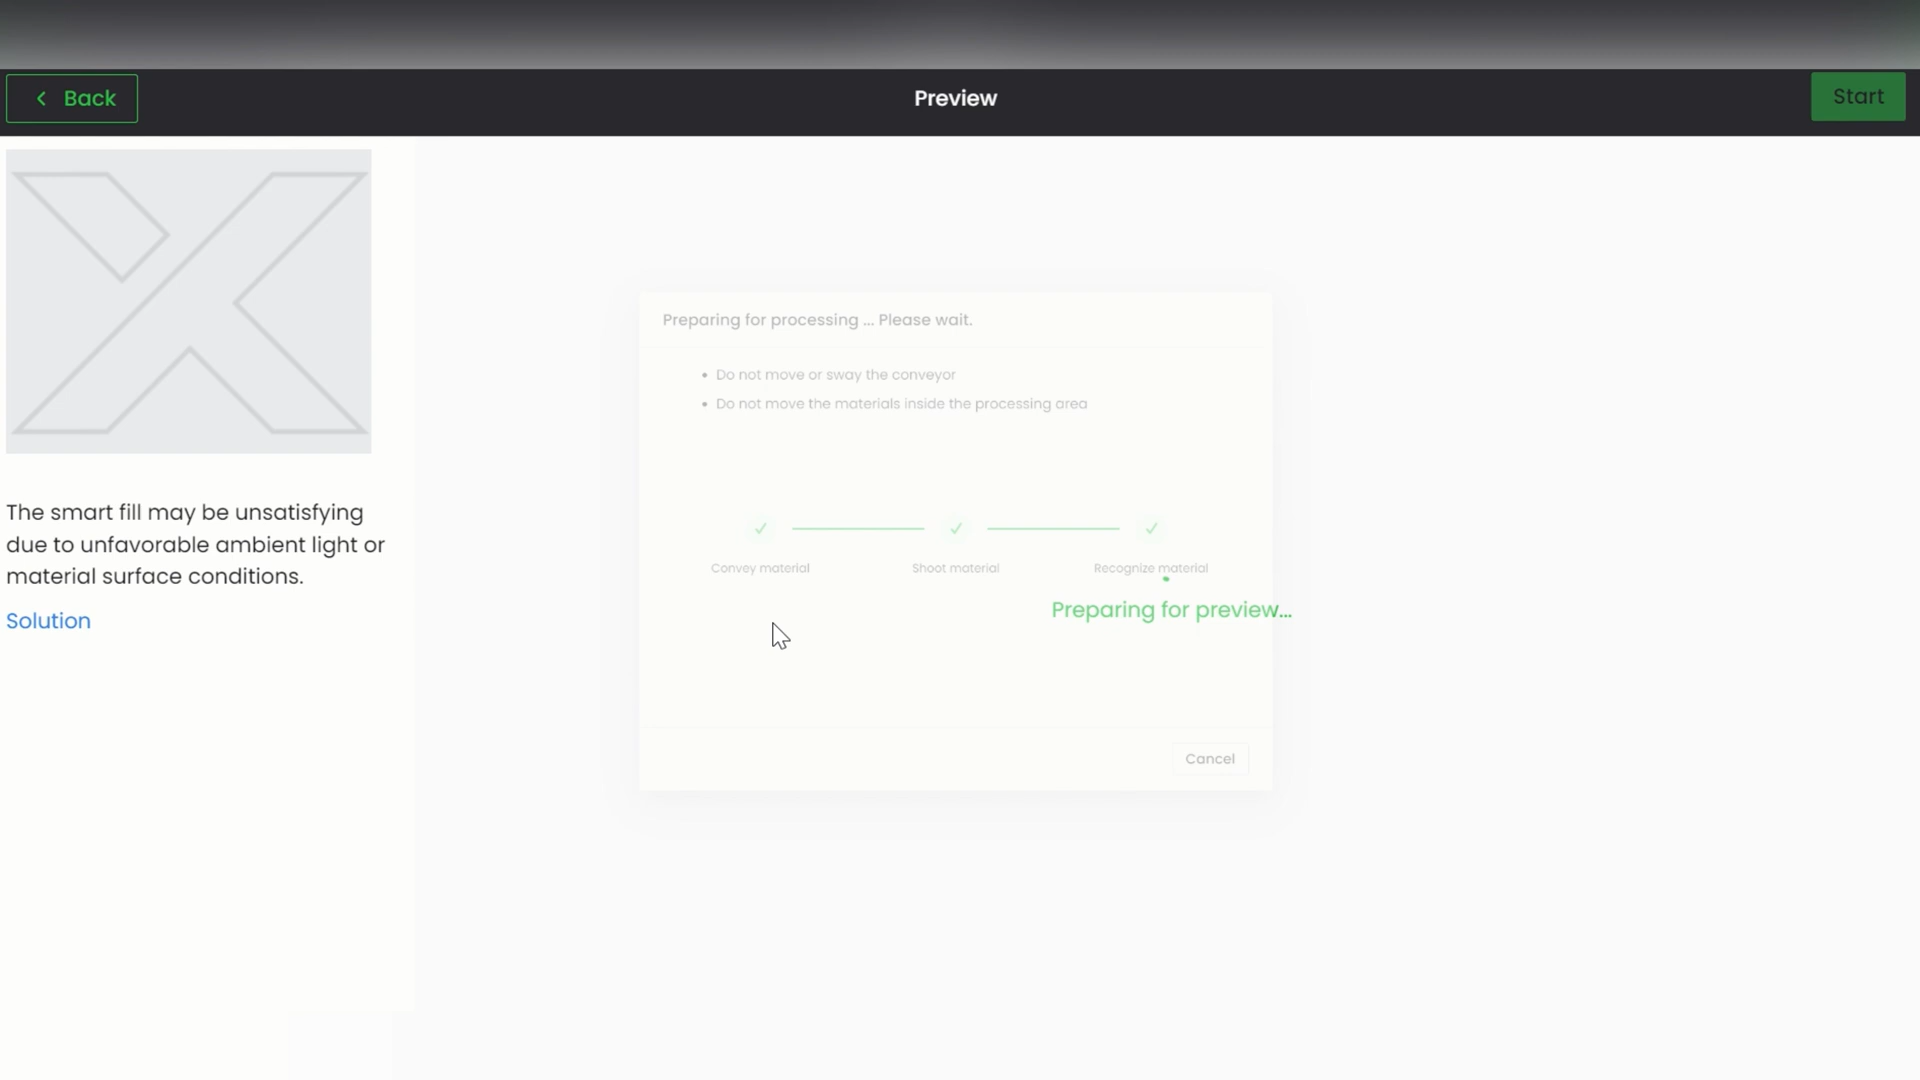 Back
Preview
Start
Preparing for processing ... Please wait.
• Do not move or sway the conveyor
• Do not move the materials inside the processing area
Convey material
Shoot material
Recognize material
Preparing for preview...
Cancel
The smart fill may be unsatisfying
due to unfavorable ambient light or
material surface conditions.
Solution